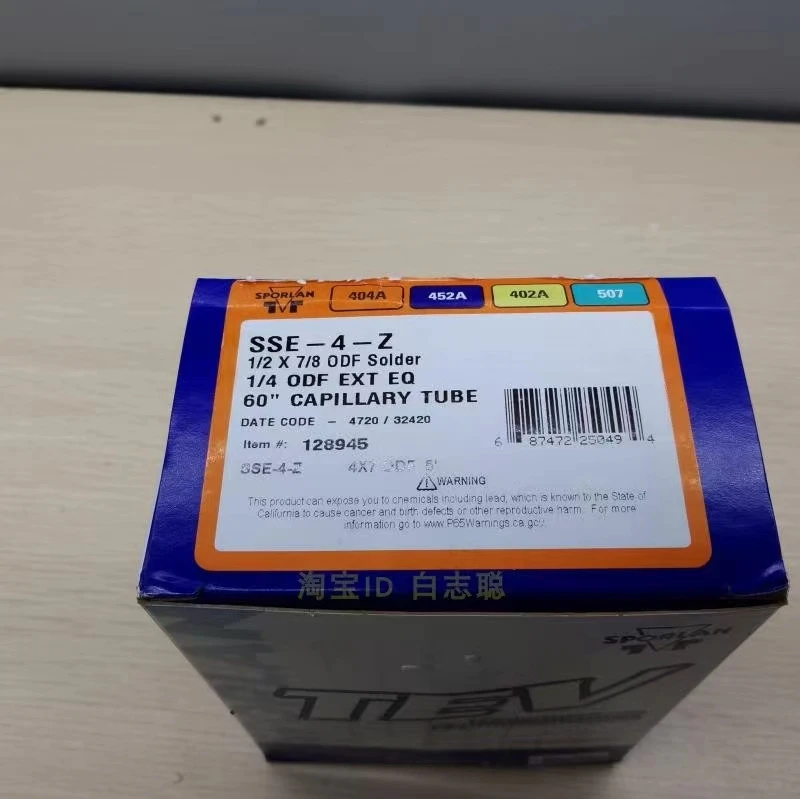 SPORLAN 404A 452A 402A 507
SSE-4-Z
1/2 X 7/8 ODF Solder
1/4 ODF EXT EQ
60" CAPILLARY TUBE
DATE CODE - 4720 / 32420
Item #: 128945
6 87472 25049 4
SSE-4-Z 4X7 ODF 5'
WARNING
This product can expose you to chemicals including lead, which is known to the State of
California to cause cancer and birth defects or other reproductive harm. For more
information go to www.P65Warnings.ca.gov
淘宝ID 白志聪
SPORLAN
TEV